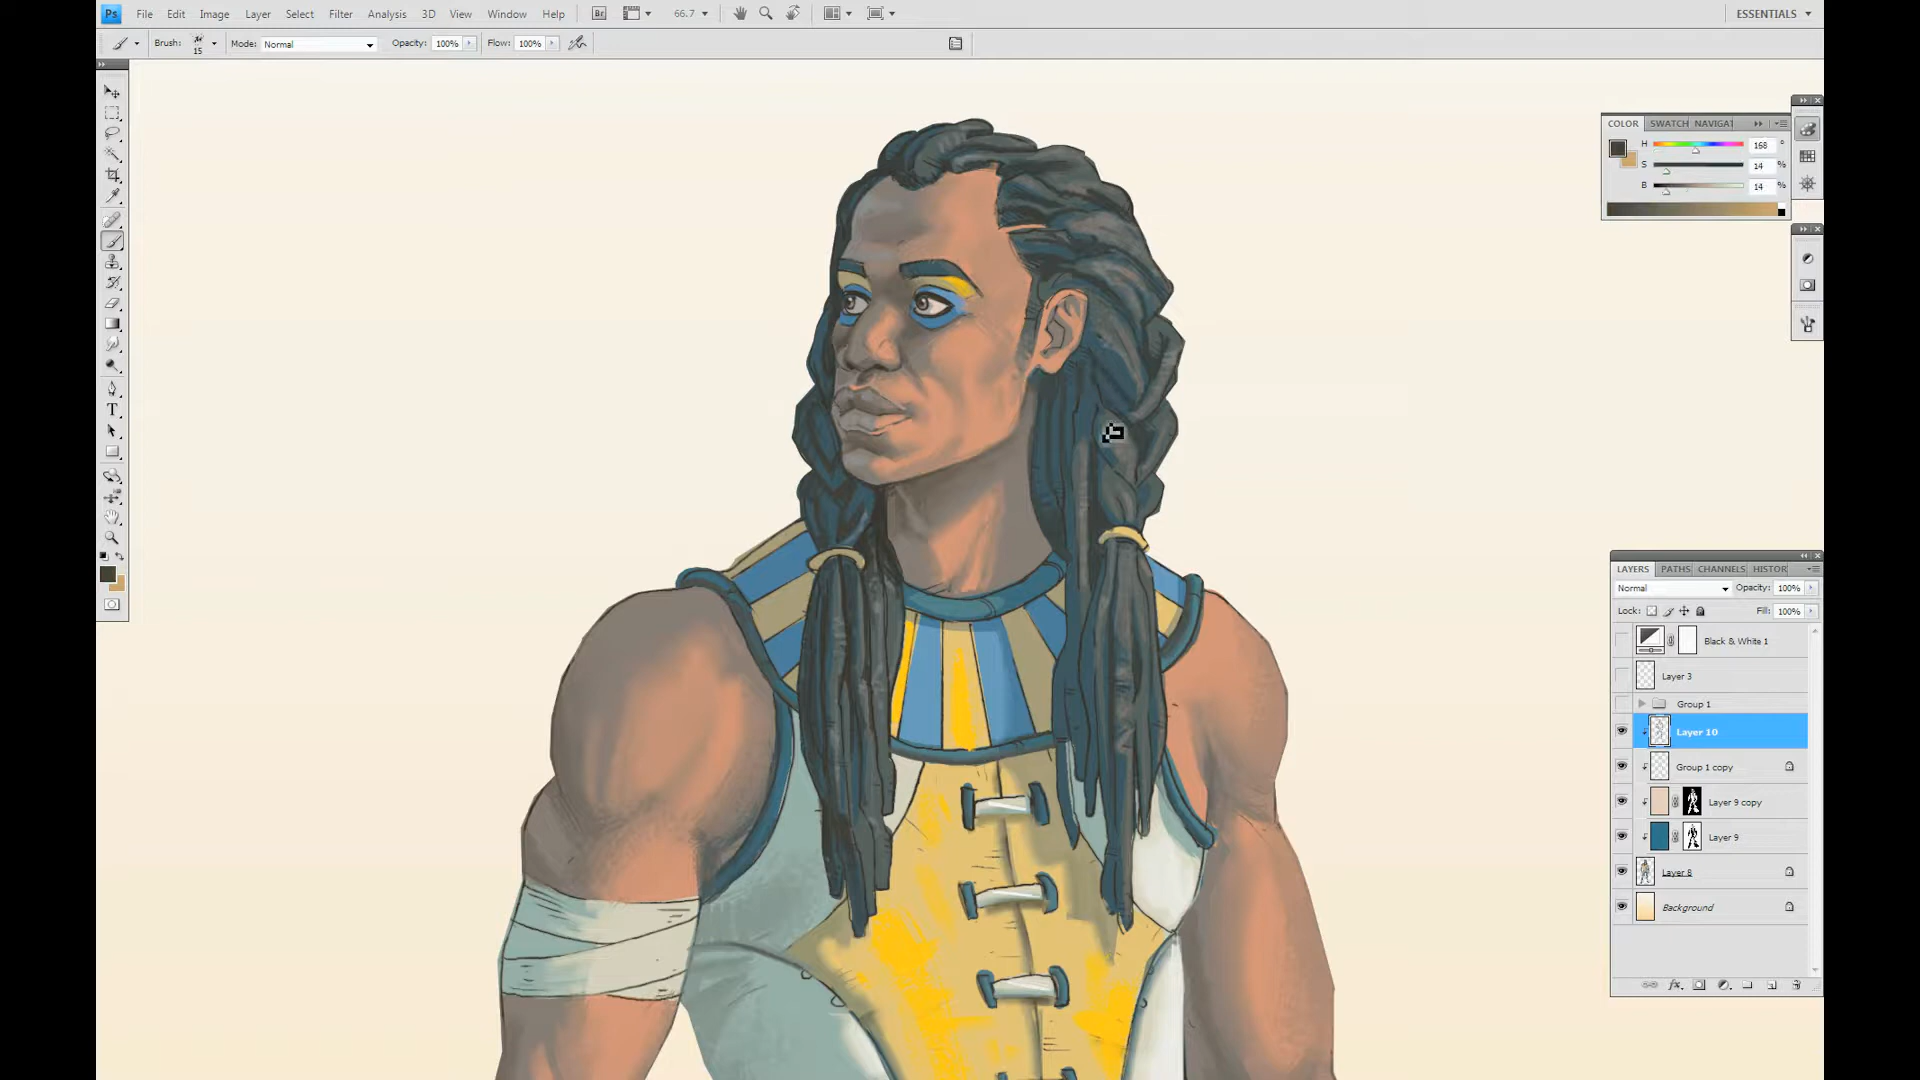 Ps File Edit Image Layer Select Filter Analysis 3D View Window Help Br 66.7 ESSENTIALS
Brush: 15 Mode: Normal Opacity: 100% Flow: 100%
COLOR SWATCH NAVIGAT
H 168 °
S 14 %
B 14 %
T
LAYERS PATHS CHANNELS HISTOR
Normal Opacity: 100%
Lock: Fill: 100%
Black & White 1
Layer 3
Group 1
Layer 10
Group 1 copy
Layer 9 copy
Layer 9
Layer 8
Background
fx